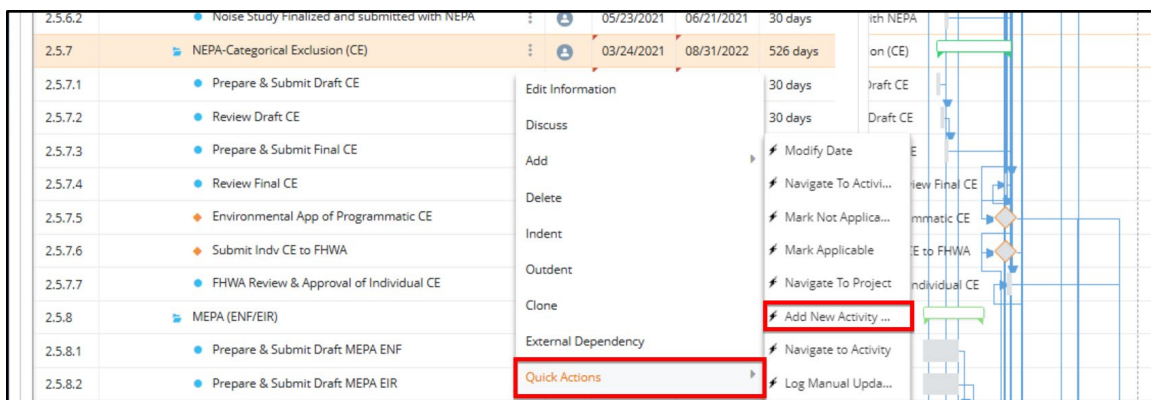 2.5.6.2 Noise Study Finalized and submitted with NEPA 05/23/2021 06/21/2021 30 days ith NEPA
2.5.7 NEPA-Categorical Exclusion (CE) 03/24/2021 08/31/2022 526 days on (CE)
2.5.7.1 Prepare & Submit Draft CE Edit Information 30 days Draft CE
2.5.7.2 Review Draft CE Discuss 30 days Draft CE
2.5.7.3 Prepare & Submit Final CE Add Modify Date E
2.5.7.4 Review Final CE Delete Navigate To Activi... iew Final CE
2.5.7.5 Environmental App of Programmatic CE Indent Mark Not Applica... mmatic CE
2.5.7.6 Submit Indv CE to FHWA Outdent Mark Applicable E to FHWA
2.5.7.7 FHWA Review & Approval of Individual CE Clone Navigate To Project ndividual CE
2.5.8 MEPA (ENF/EIR) External Dependency Add New Activity ...
2.5.8.1 Prepare & Submit Draft MEPA ENF Navigate to Activity
2.5.8.2 Prepare & Submit Draft MEPA EIR Quick Actions Log Manual Upda...